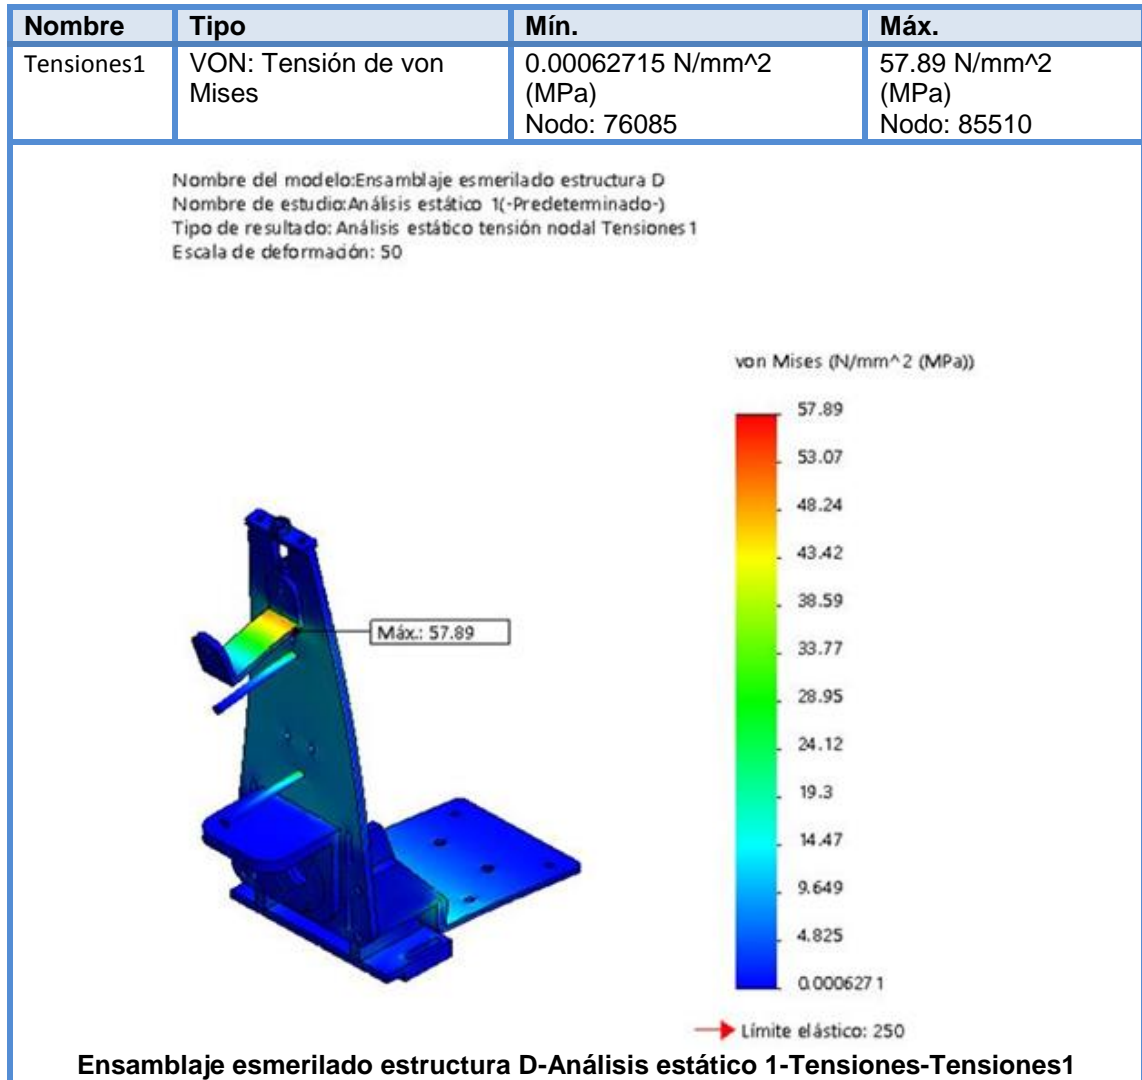 Nombre Tipo Mín. Máx.
Tensiones1 VON: Tensión de von 0.00062715 N/mm^2 57.89 N/mm^2
Mises (MPa) (MPa)
Nodo: 76085 Nodo: 85510
Nombre del modelo:Ensamblaje esmerilado estructura D
Nombre de estudio:Análisis estático 1(-Predeterminado-)
Tipo de resultado: Análisis estático tensión nodal Tensiones1
Escala de deformación: 50
von Mises (N/mm^2 (MPa))
57.89
53.07
48.24
43.42
38.59
Máx.: 57.89
33.77
28.95
24.12
19.3
14.47
9.649
4.825
0.0006271
Límite elástico: 250
Ensamblaje esmerilado estructura D-Análisis estático 1-Tensiones-Tensiones1